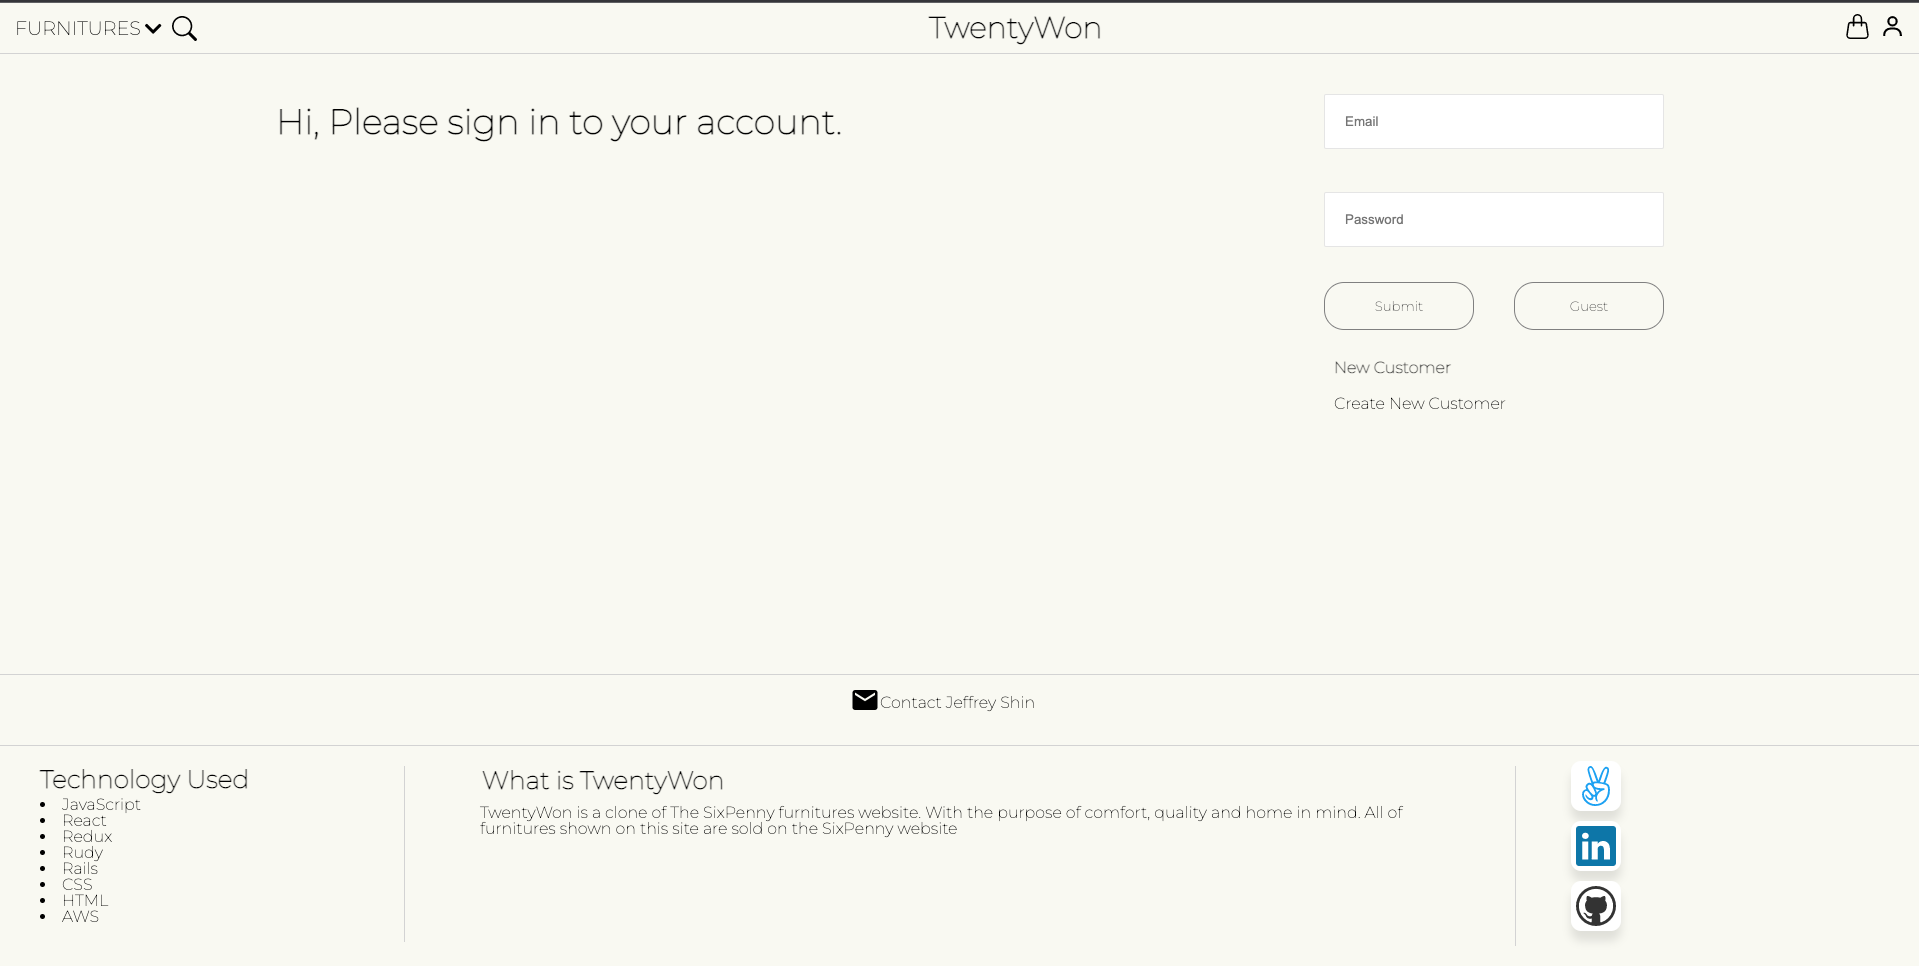 FURNITURES
TwentyWon
Hi, Please sign in to your account.
Email
Password
Submit
Guest
New Customer
Create New Customer
Contact Jeffrey Shin
Technology Used
JavaScript
React
Redux
Rudy
Rails
CSS
HTML
AWS
What is TwentyWon
TwentyWon is a clone of The SixPenny furnitures website. With the purpose of comfort, quality and home in mind. All of
furnitures shown on this site are sold on the SixPenny website
in